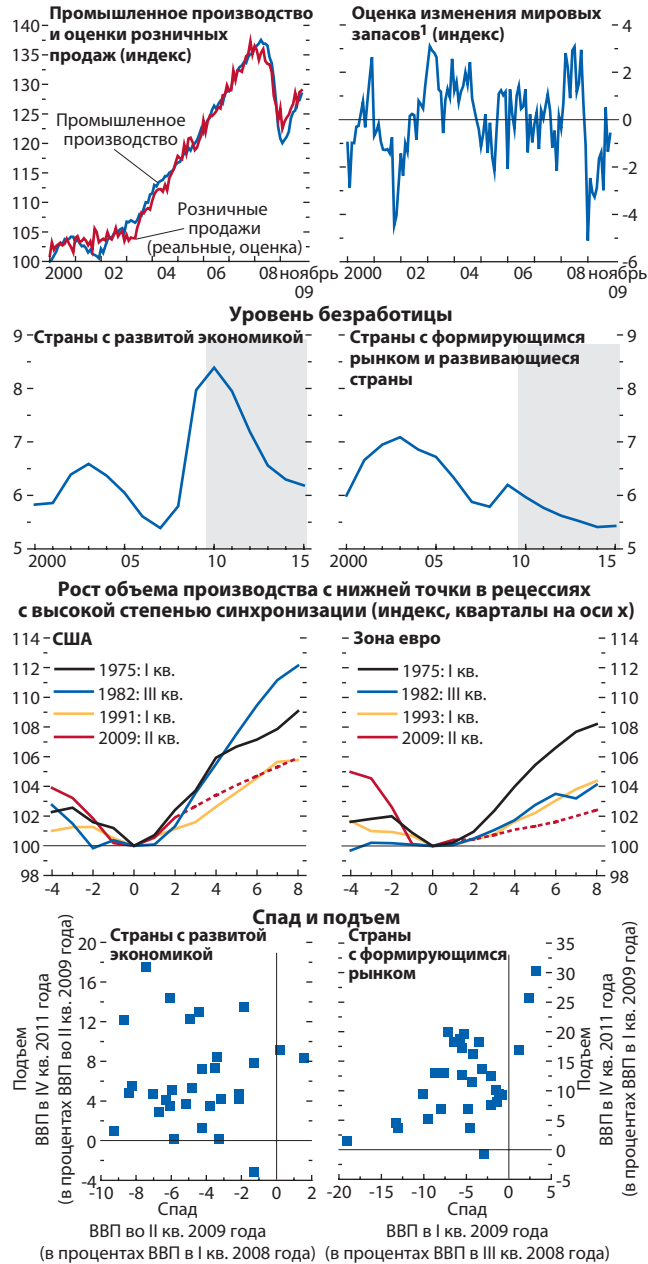 Промышленное производство
и оценки розничных
продаж (индекс)
140
135
130
125
120
115
110
105
100
Промышленное
производство
Розничные
продажи
(реальные, оценка)
2000 02 04 06 08 ноябрь
09
Оценка изменения мировых
запасов¹ (индекс)
4
2
0
-2
-4
-6
2000 02 04 06 08 ноябрь
09
Уровень безработицы
Страны с развитой экономикой
9
8
7
6
5
2000 05 10 15
Страны с формирующимся
рынком и развивающиеся
страны
9
8
7
6
5
2000 05 10 15
Рост объема производства с нижней точки в рецессиях
с высокой степенью синхронизации (индекс, кварталы на оси x)
США
114
112
110
108
106
104
102
100
98
1975: I кв.
1982: III кв.
1991: I кв.
2009: II кв.
-4 -2 0 2 4 6 8
Зона евро
114
112
110
108
106
104
102
100
98
1975: I кв.
1982: III кв.
1993: I кв.
2009: II кв.
-4 -2 0 2 4 6 8
Спад и подъем
Страны с развитой
экономикой
20
16
12
8
4
0
-4
Подъем
ВВП в IV кв. 2011 года
(в процентах ВВП во II кв. 2009 года)
-10 -8 -6 -4 -2 0 2
Спад
ВВП во II кв. 2009 года
(в процентах ВВП в I кв. 2008 года)
Страны
с формирующимся
рынком
35
30
25
20
15
10
5
0
-5
Подъем
ВВП в IV кв. 2011 года
(в процентах ВВП в I кв. 2009 года)
-20 -15 -10 -5 0 5
Спад
ВВП в I кв. 2009 года
(в процентах ВВП в III кв. 2008 года)